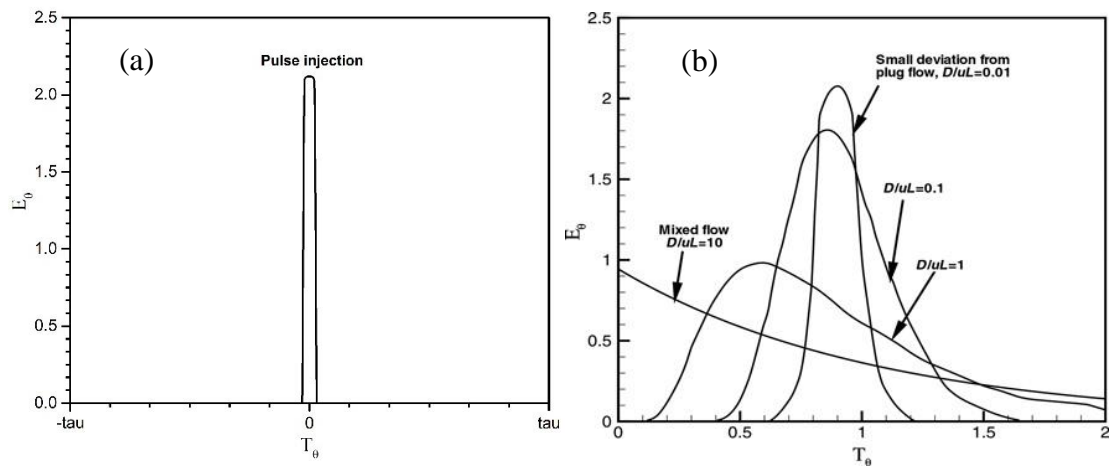 (a)
Pulse injection
2.5
2.0
1.5
1.0
0.5
0.0
E_θ
-tau
0
tau
T_θ
(b)
2.5
2
1.5
1
0.5
0
E_θ
Small deviation from
plug flow, D/uL=0.01
D/uL=0.1
Mixed flow
D/uL=10
D/uL=1
0
0.5
1
1.5
2
T_θ